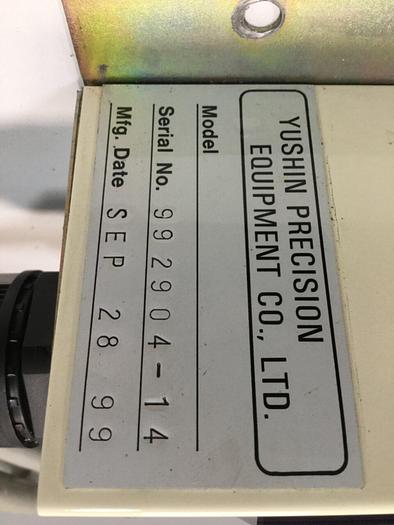 YUSHIN PRECISION
EQUIPMENT CO., LTD.
Model
Serial No. 992904-14
Mfg. Date SEP 28 99